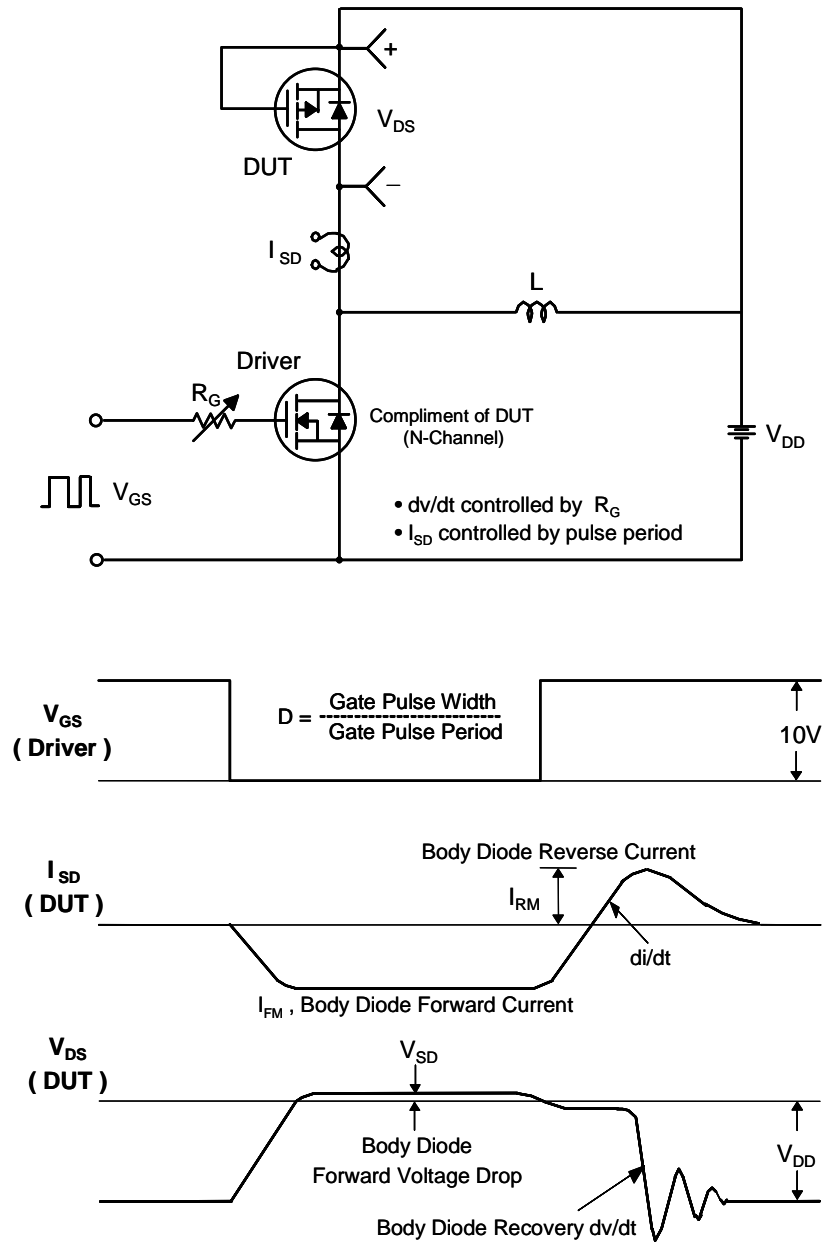 +
V_DS
DUT
−
I_SD
L
Driver
R_G
Compliment of DUT
(N-Channel)
V_DD
V_GS
• dv/dt controlled by R_G
• I_SD controlled by pulse period
V_GS
( Driver )
D = Gate Pulse Width
Gate Pulse Period
10V
I_SD
( DUT )
Body Diode Reverse Current
I_RM
di/dt
I_FM , Body Diode Forward Current
V_DS
( DUT )
V_SD
Body Diode
Forward Voltage Drop
V_DD
Body Diode Recovery dv/dt